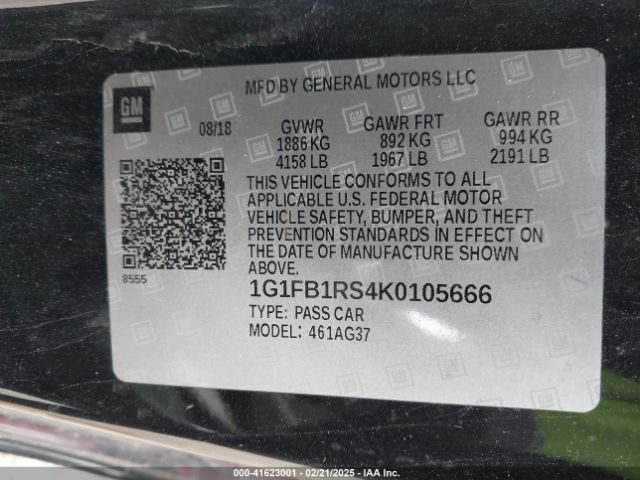 MFD BY GENERAL MOTORS LLC
GM
08/18 GVWR GAWR FRT GAWR RR
1886 KG 892 KG 994 KG
4158 LB 1967 LB 2191 LB
THIS VEHICLE CONFORMS TO ALL
APPLICABLE U.S. FEDERAL MOTOR
VEHICLE SAFETY, BUMPER, AND THEFT
PREVENTION STANDARDS IN EFFECT ON
THE DATE OF MANUFACTURE SHOWN
ABOVE.
8555
1G1FB1RS4K0105666
TYPE: PASS CAR
MODEL: 461AG37
00-41623001 - 02/21/2025 - IAA Inc.